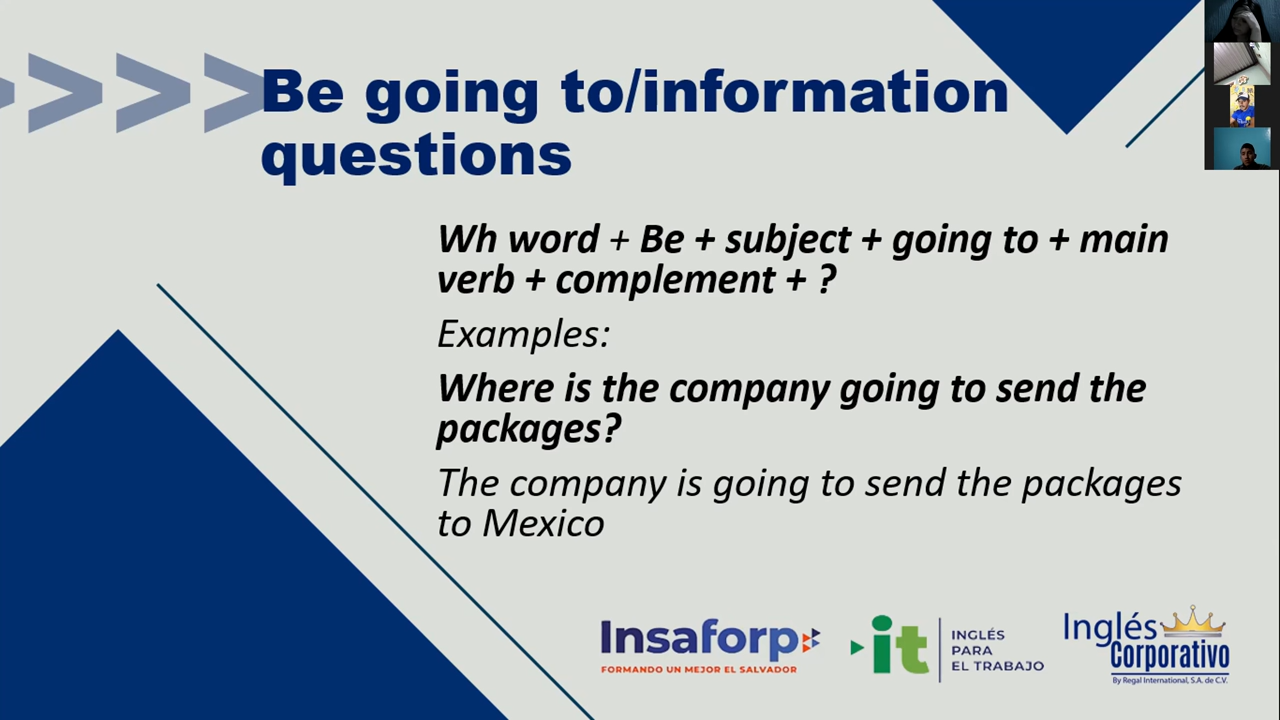 Be going to/information
questions
Wh word + Be + subject + going to + main
verb + complement + ?
Examples:
Where is the company going to send the
packages?
The company is going to send the packages
to Mexico
Insaforp
FORMANDO UN MEJOR EL SALVADOR
it
INGLÉS
PARA
EL TRABAJO
Inglés
Corporativo
By Regal International, S.A. de C.V.